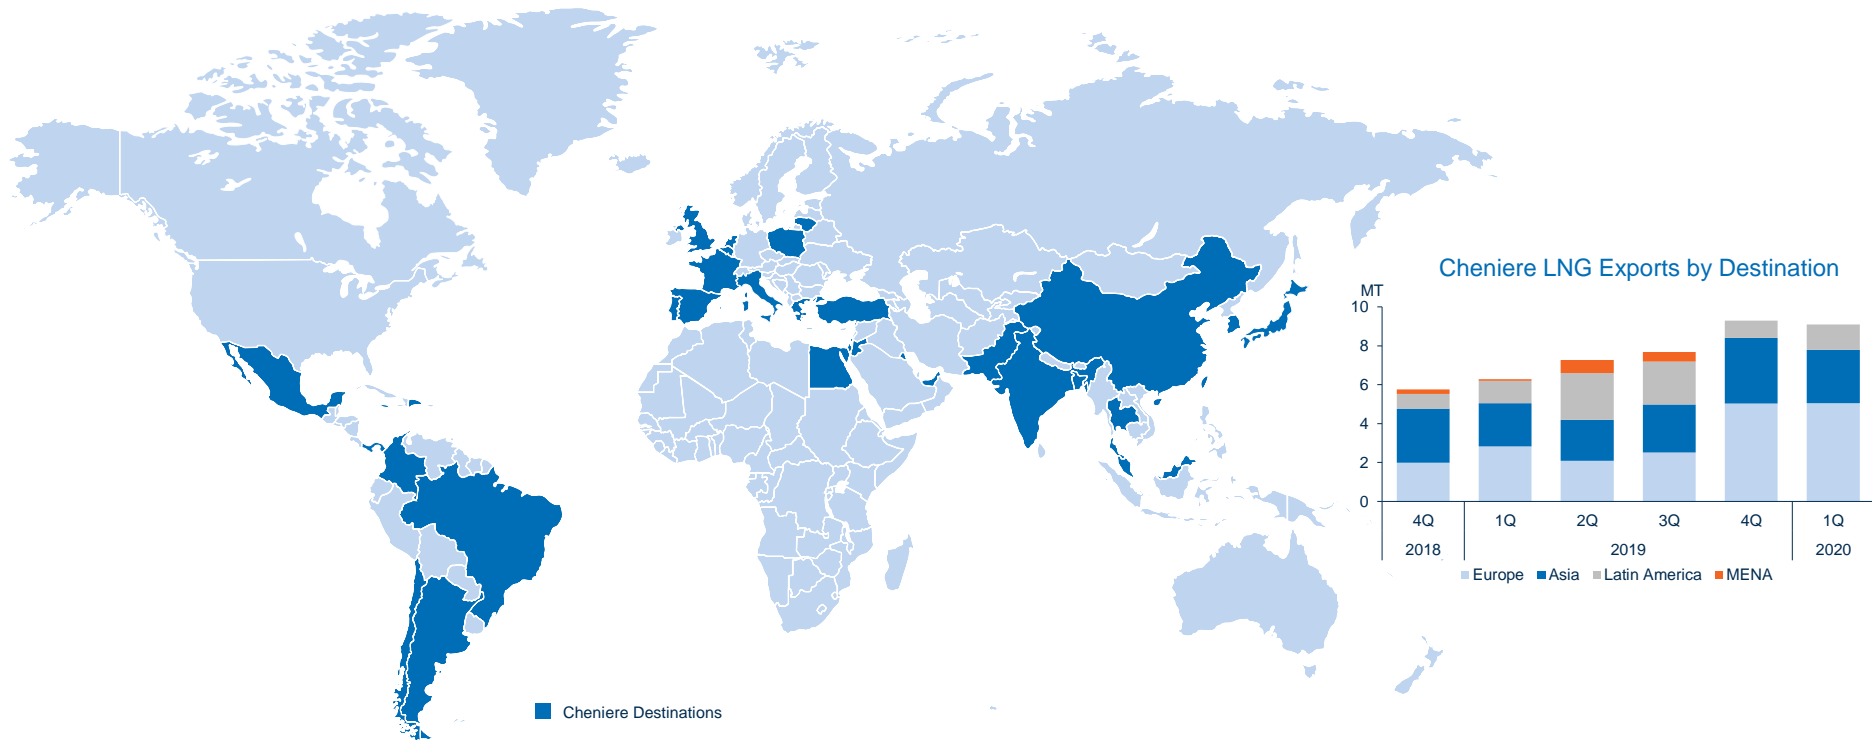 Cheniere LNG Exports by Destination
MT
10
8
6
4
2
0
4Q 1Q 2Q 3Q 4Q 1Q
2018 2019 2020
Europe Asia Latin America MENA
Cheniere Destinations